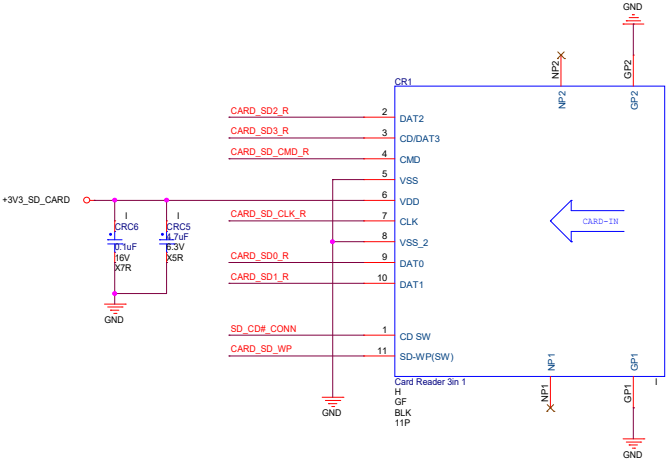 GND
NP2
GP2
CR1
NP2
GP2
CARD_SD2_R 2 DAT2
CARD_SD3_R 3 CD/DAT3
CARD_SD_CMD_R 4 CMD
5 VSS
+3V3_SD_CARD 6 VDD
CARD_SD_CLK_R 7 CLK
CARD-IN
8 VSS_2
I
CRC6
0.1uF
16V
X7R
I
CRC5
4.7uF
6.3V
X5R
CARD_SD0_R 9 DAT0
CARD_SD1_R 10 DAT1
GND
SD_CD#_CONN 1 CD SW
CARD_SD_WP 11 SD-WP(SW)
NP1
GP1
Card Reader 3in 1
I
H
GF
BLK
11P
NP1
GP1
GND
GND